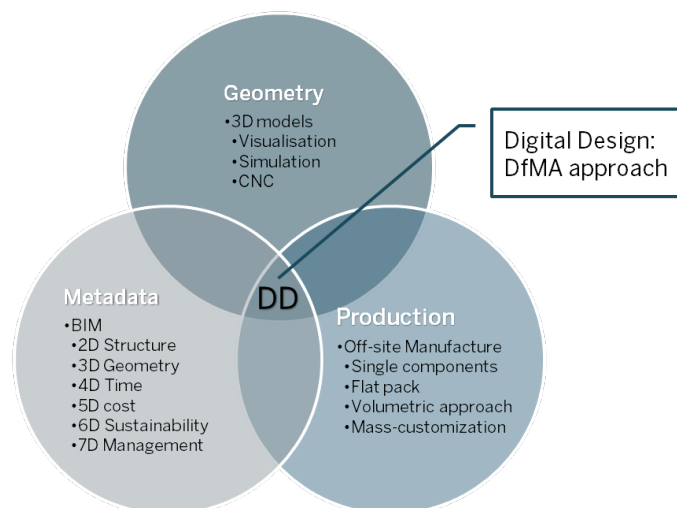 Geometry
•3D models
•Visualisation
•Simulation
•CNC
Digital Design:
DfMA approach
DD
Metadata
•BIM
•2D Structure
•3D Geometry
•4D Time
•5D cost
•6D Sustainability
•7D Management
Production
•Off-site Manufacture
•Single components
•Flat pack
•Volumetric approach
•Mass-customization